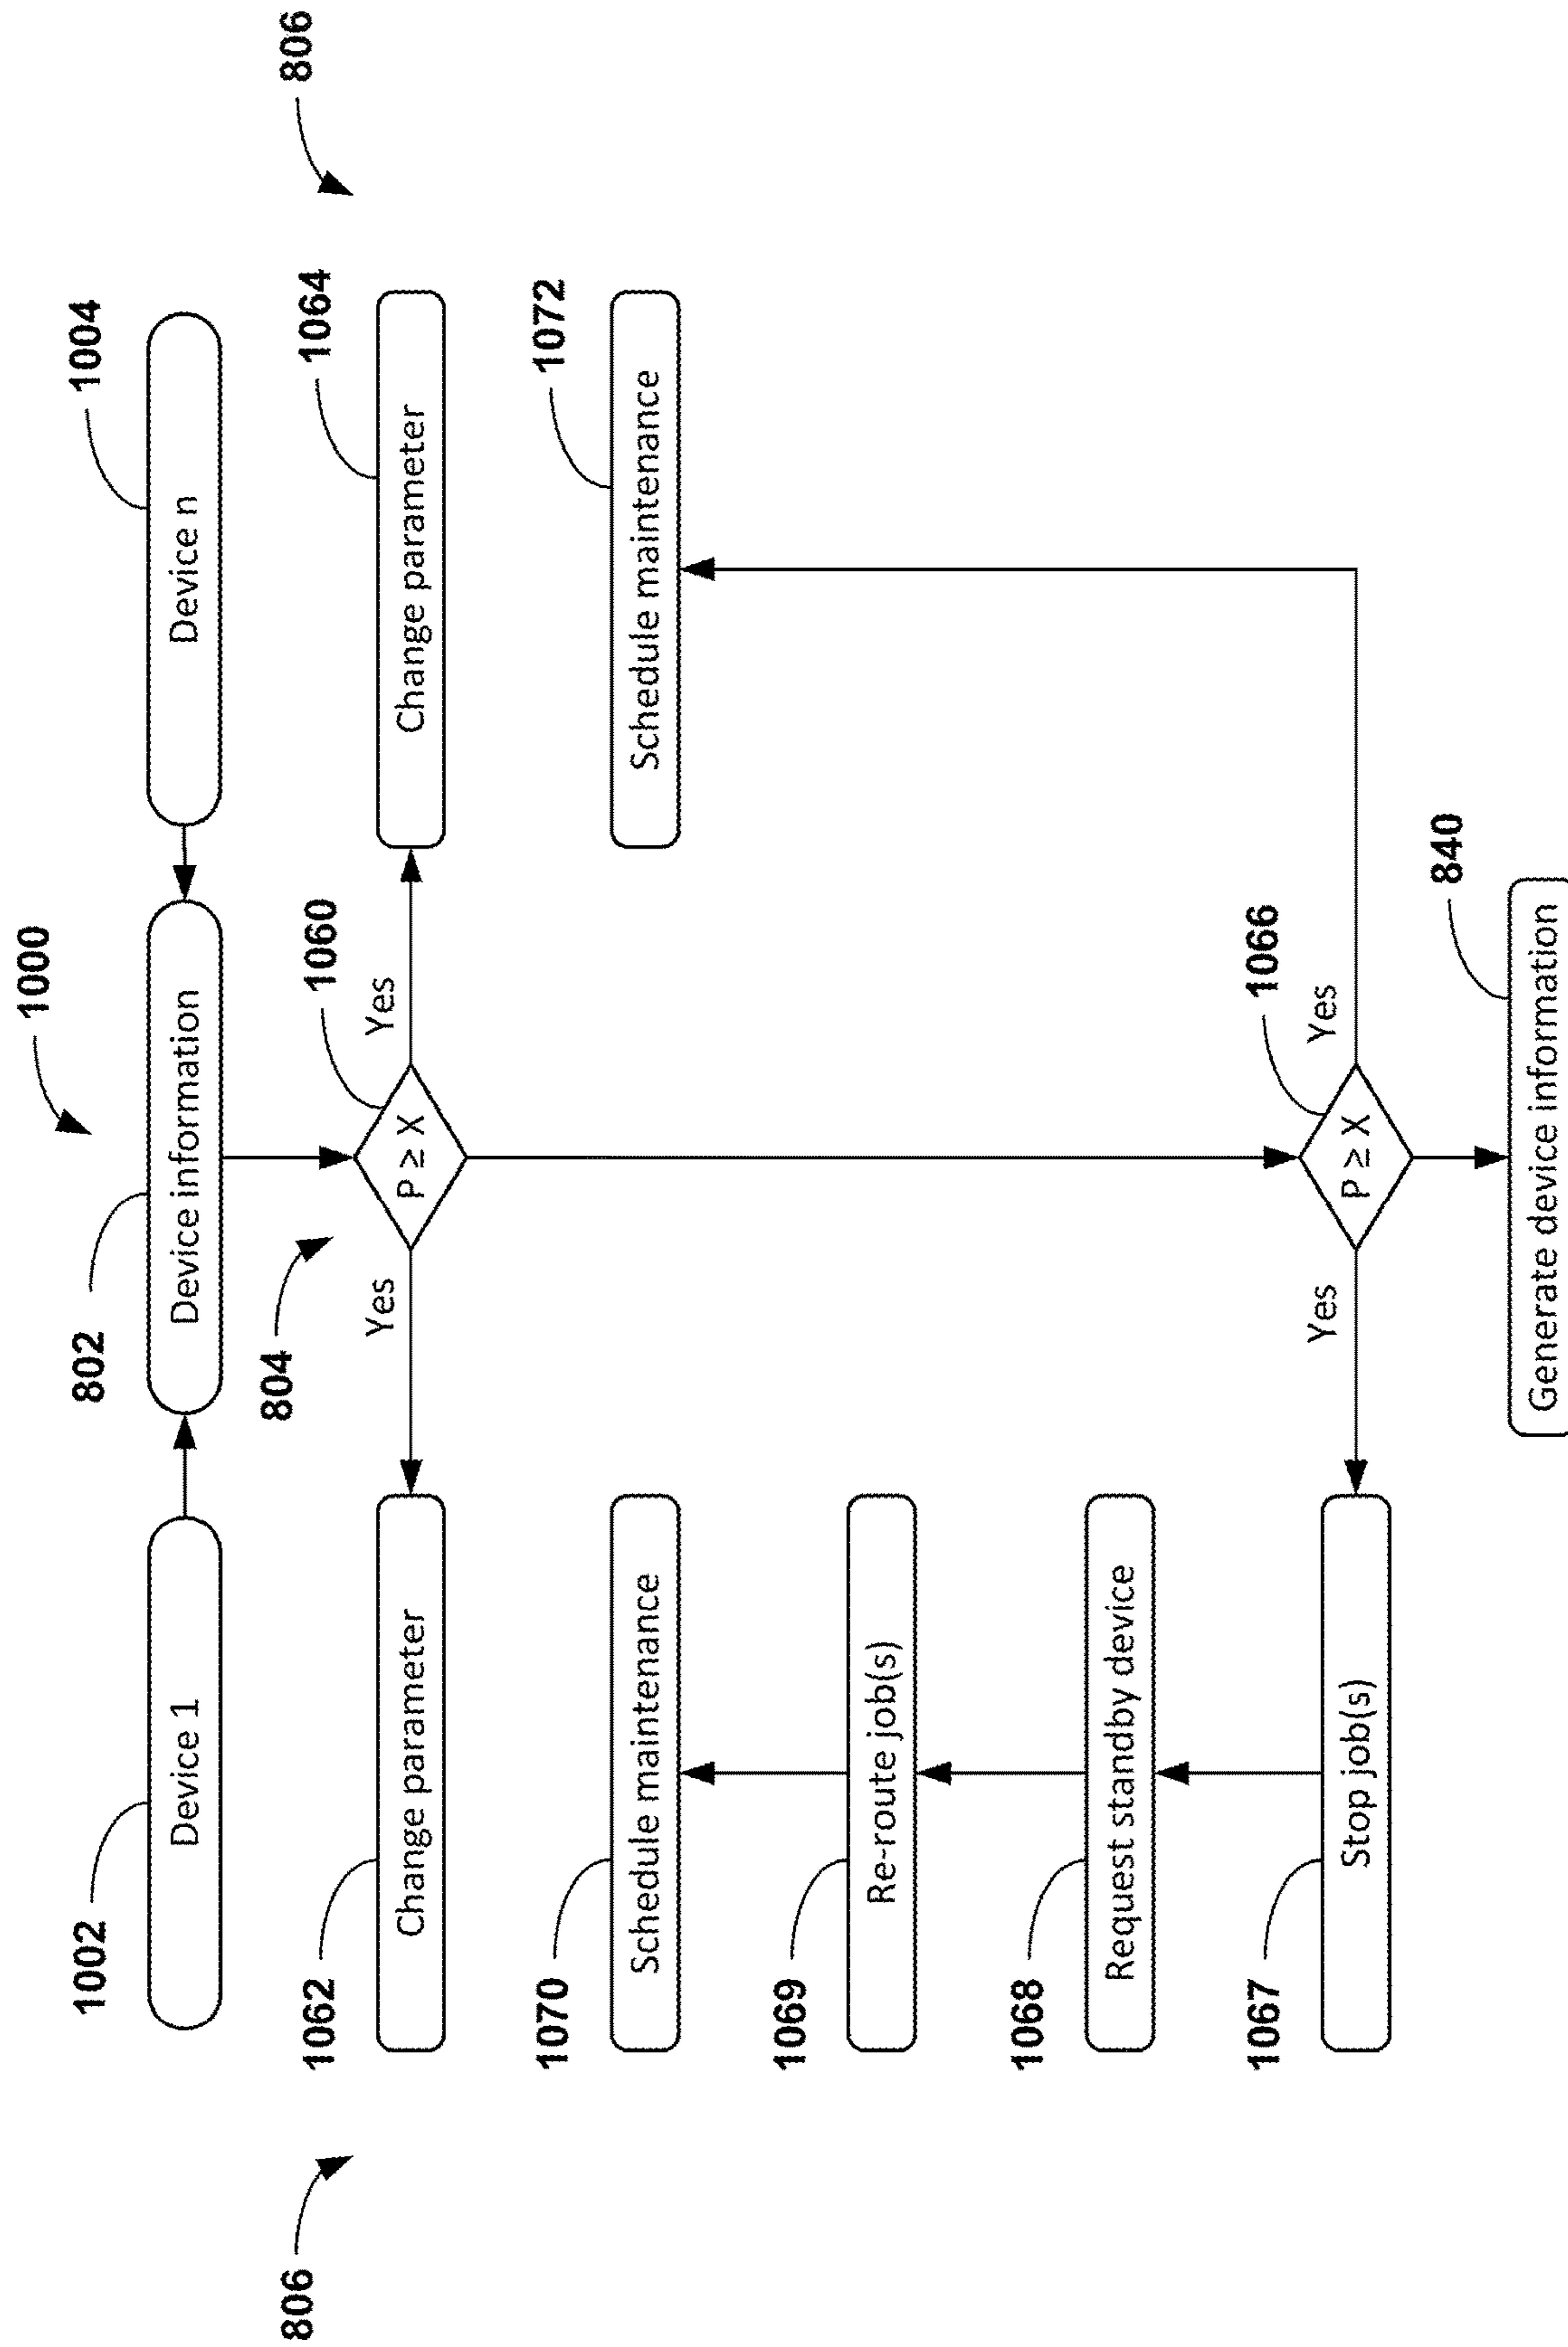 1000
1002
802
1004
Device 1
Device information
Device n
806
804
1060
1064
806
1062
Yes
Yes
Change parameter
P ≥ X
Change parameter
1070
1072
Schedule maintenance
Schedule maintenance
1069
Re-route job(s)
1068
Request standby device
1067
1066
Yes
Yes
Stop job(s)
P ≥ X
840
Generate device information